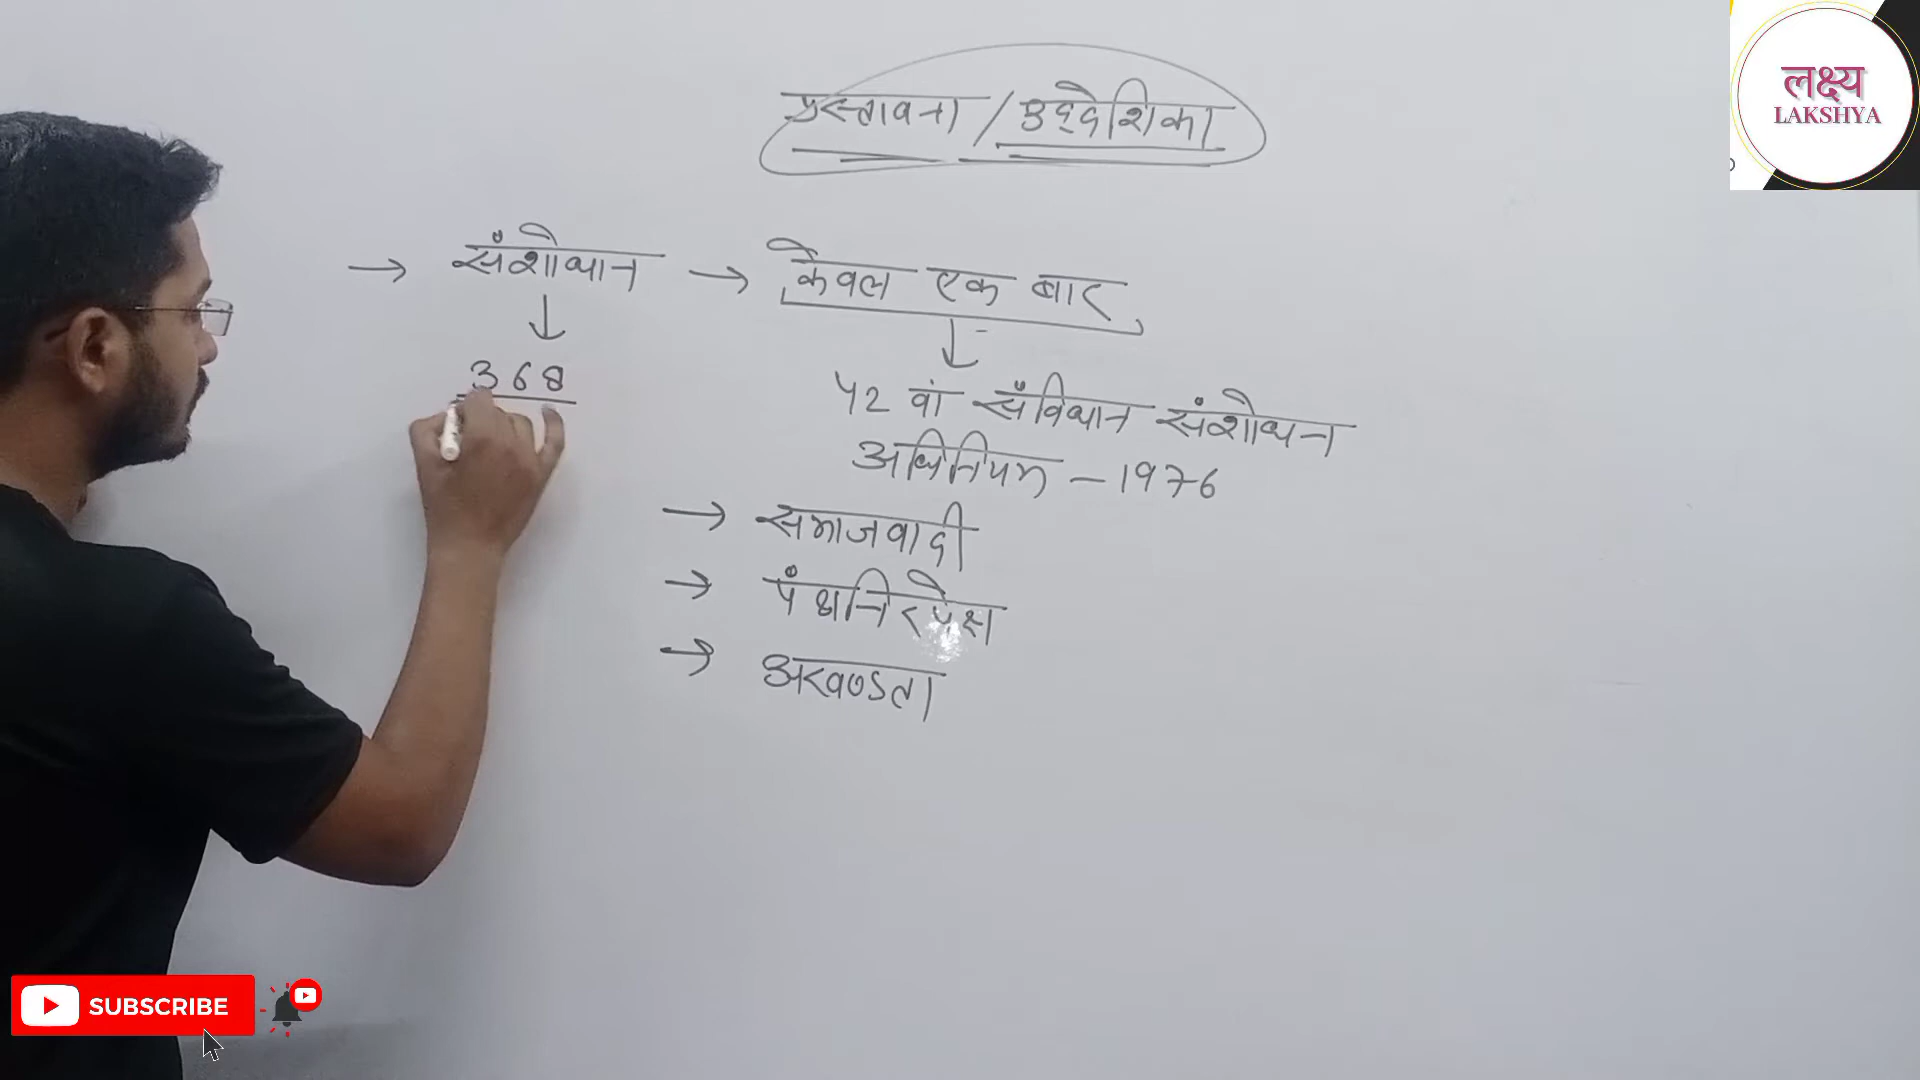 प्रस्तावना / उद्देशिका
लक्ष्य
LAKSHYA
→ संशोधान → केवल एक बार
368
42 वां संविधान संशोधन
अधिनियम – 1976
→ समाजवादी
→ पंथनिरपेक्ष
→ अखण्डता
SUBSCRIBE